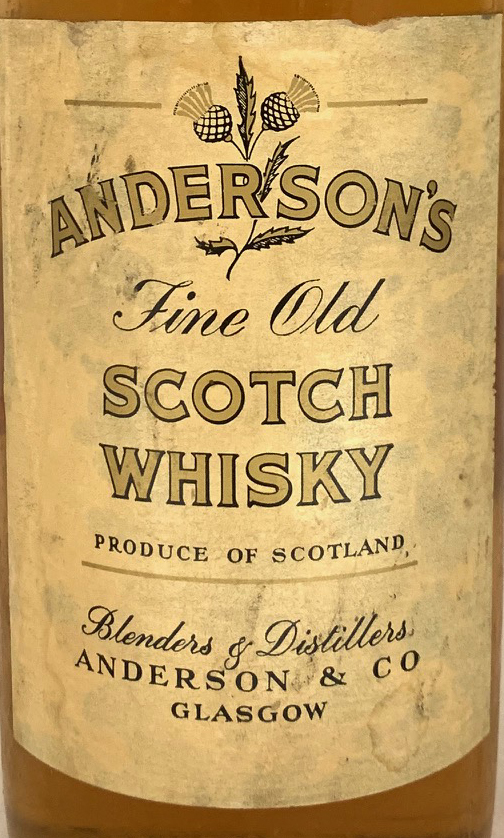 ANDERSON'S
Fine Old
SCOTCH
WHISKY
PRODUCE OF SCOTLAND
Blenders & Distillers
ANDERSON & CO
GLASGOW